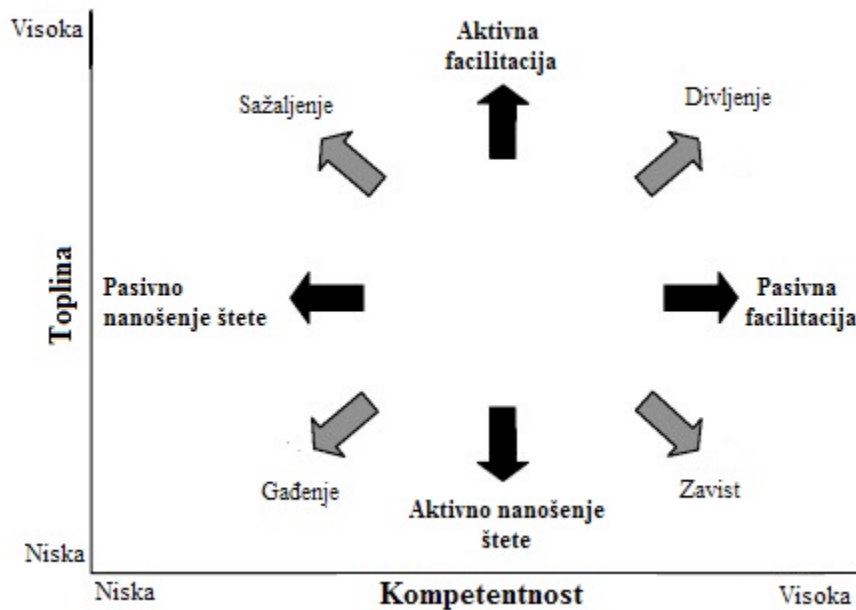 Visoka
Aktivna
facilitacija
Sažaljenje
Divljenje
Toplina
Pasivno
nanošenje štete
Pasivna
facilitacija
Gađenje
Aktivno nanošenje
štete
Zavist
Niska
Niska
Kompetentnost
Visoka